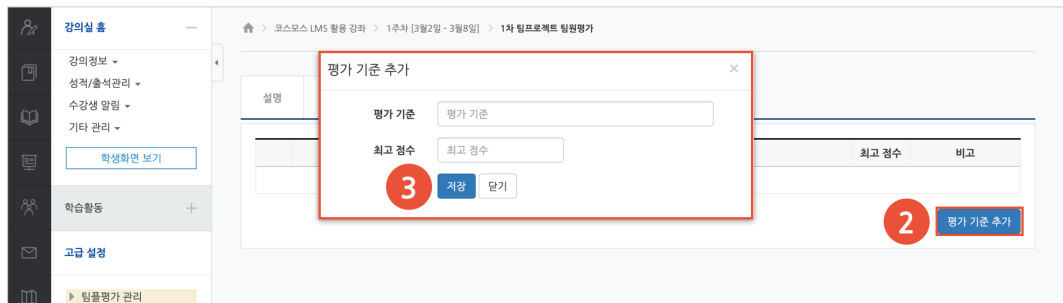 강의실 홈
강의정보
성적/출석관리
수강생 알림
기타 관리
학생화면 보기
학습활동
고급 설정
팀플평가 관리
코스모스 LMS 활용 강좌 > 1주차 [3월2일 - 3월8일] > 1차 팀프로젝트 팀원평가
설명
평가 기준 추가 ×
평가 기준 평가 기준
최고 점수 최고 점수
3 저장 닫기
최고 점수 비고
2 평가 기준 추가